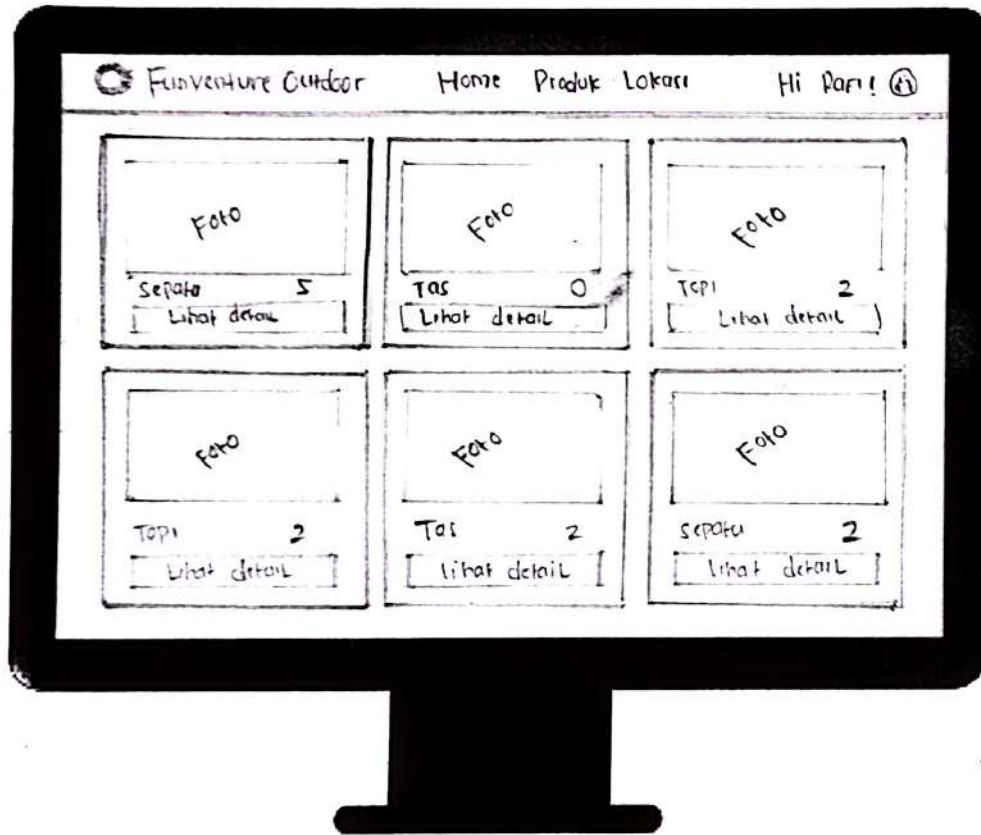 Funventure Outdoor Home Produk Lokasi Hi Rafi!
Foto Foto Foto
Sepatu 5 Tas 0 Topi 2
Lihat detail Lihat detail Lihat detail
Foto Foto Foto
Topi 2 Tas 2 sepatu 2
Lihat detail lihat detail lihat detail